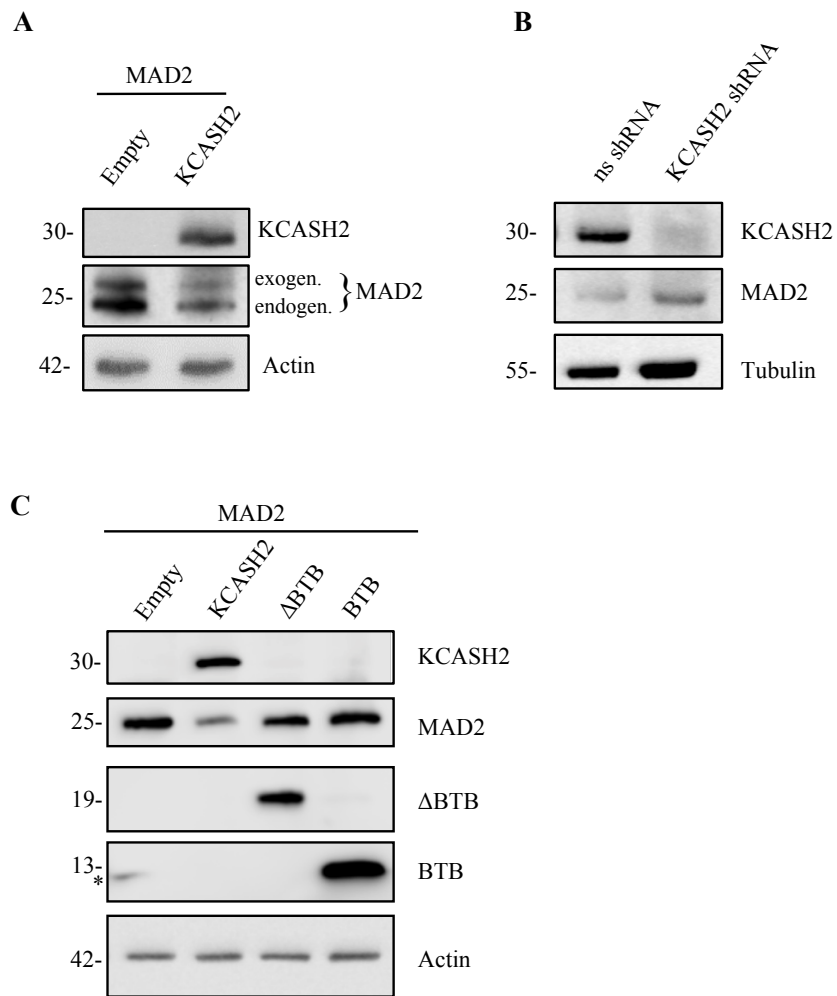 A
MAD2
Empty
KCASH2
30-
KCASH2
25-
exogen.
endogen.
} MAD2
42-
Actin
B
ns shRNA
KCASH2 shRNA
30-
KCASH2
25-
MAD2
55-
Tubulin
C
MAD2
Empty
KCASH2
ΔBTB
BTB
30-
KCASH2
25-
MAD2
19-
ΔBTB
13-
*
BTB
42-
Actin